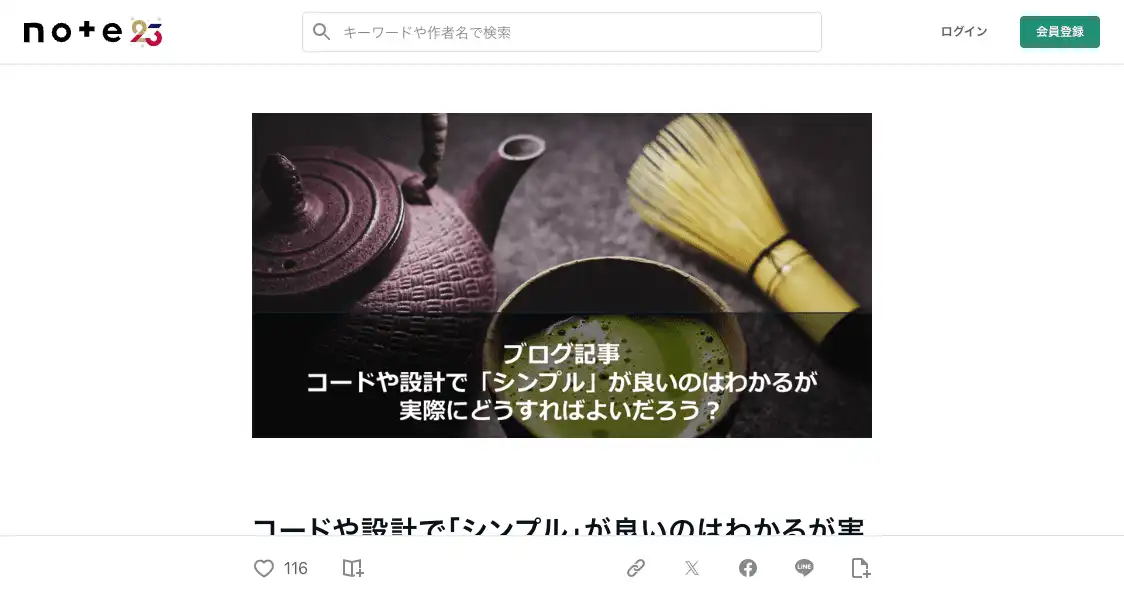 note 23
キーワードや作者名で検索
ログイン
会員登録
ブログ記事
コードや設計で「シンプル」が良いのはわかるが
実際にどうすればよいだろう？
コードや設計で「シンプル」が良いのはわかるが実
116
LINE